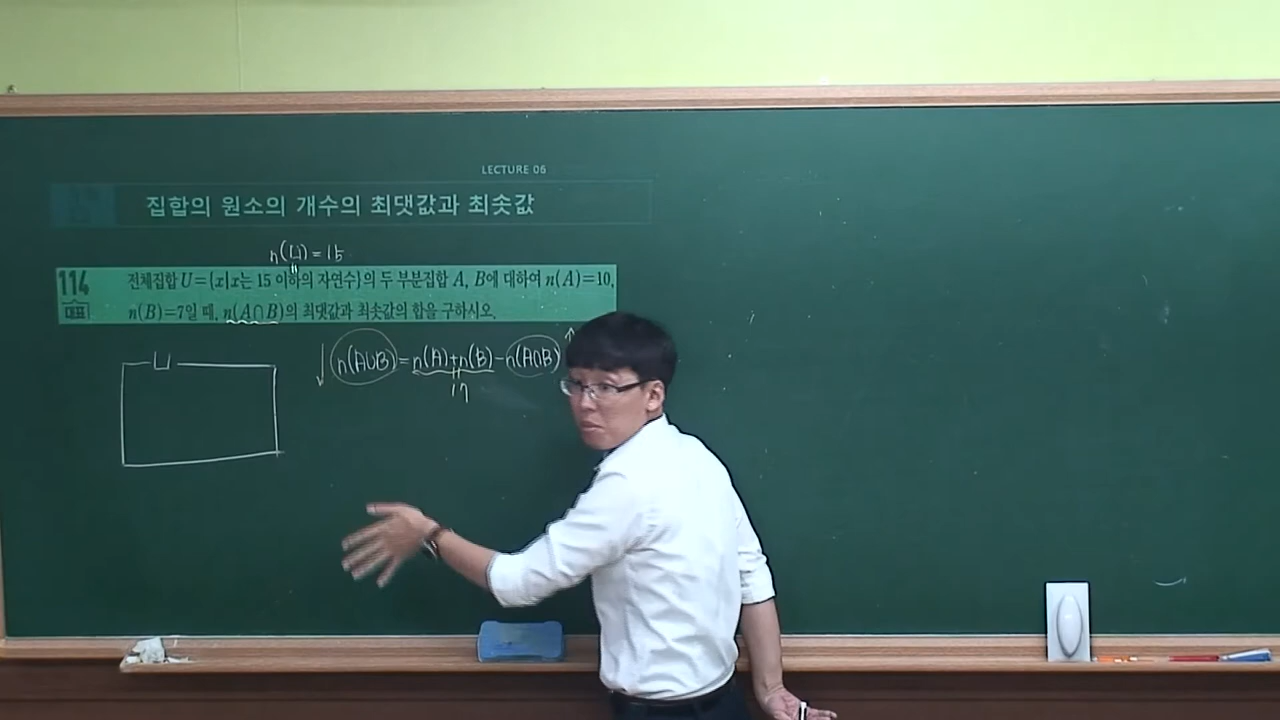 LECTURE 06
집합의 원소의 개수의 최댓값과 최솟값
n(U)=15
114 전체집합 U={x|x는 15 이하의 자연수}의 두 부분집합 A, B에 대하여 n(A)=10,
대표 n(B)=7일 때, n(A∩B)의 최댓값과 최솟값의 합을 구하시오.
↓ n(A∪B)=n(A)+n(B)-n(A∩B) ↑
17
U